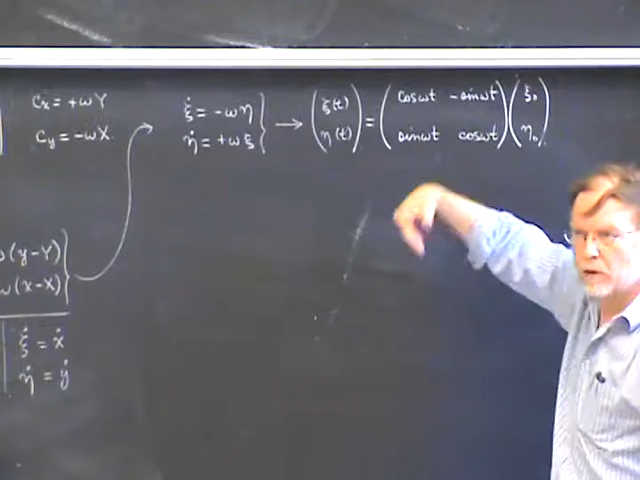 Cx = +ωY
Cy = -ωX
ξ̇ = -ωη
η̇ = +ωξ
} → (ξ(t) η(t)) = (cosωt -sinωt sinωt cosωt) (ξ₀ η₀)
(y-Y)
ω(x-X)
ξ̇ = ẋ
η̇ = ẏ